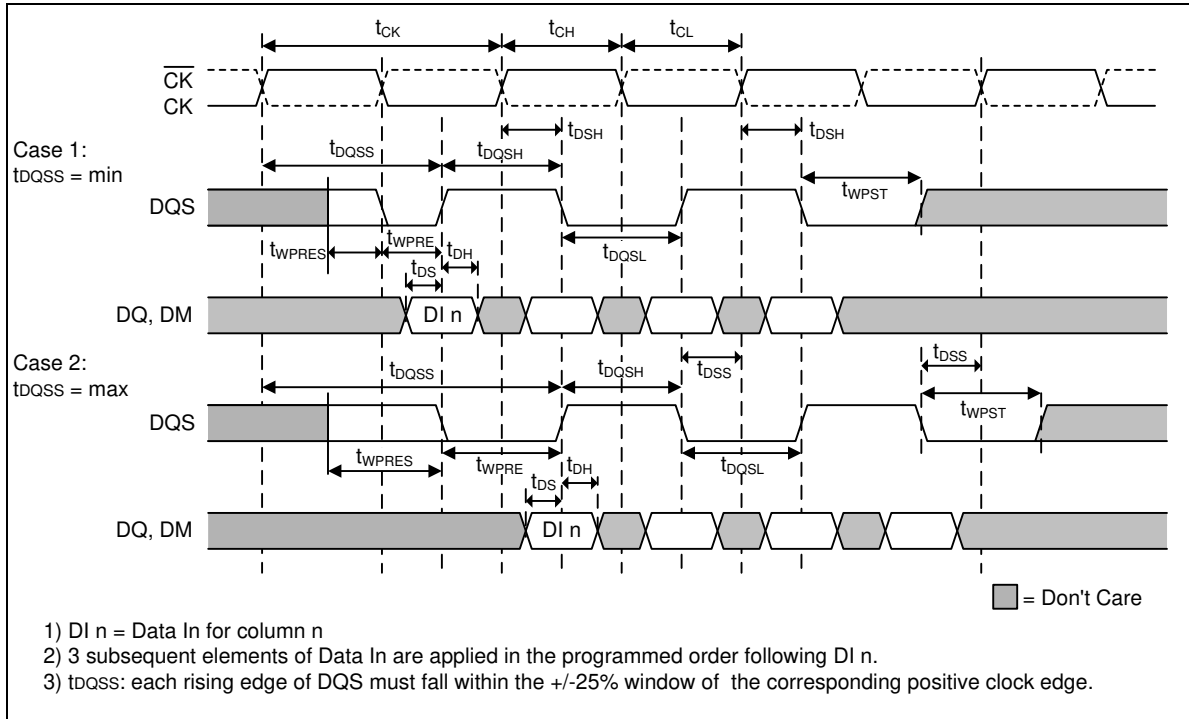 tCK tCH tCL
CK
CK
tDSH tDSH
Case 1:
tDQSS = min
tDQSS tDQSH
tWPST
DQS
tWPRES tWPRE tDH tDQSL
tDS
DQ, DM DI n
Case 2:
tDQSS = max
tDQSS tDQSH tDSS tDSS
tWPST
DQS
tWPRES tWPRE tDQSL
tDS tDH
DQ, DM DI n
= Don't Care
1) DI n = Data In for column n
2) 3 subsequent elements of Data In are applied in the programmed order following DI n.
3) tDQSS: each rising edge of DQS must fall within the +/-25% window of the corresponding positive clock edge.